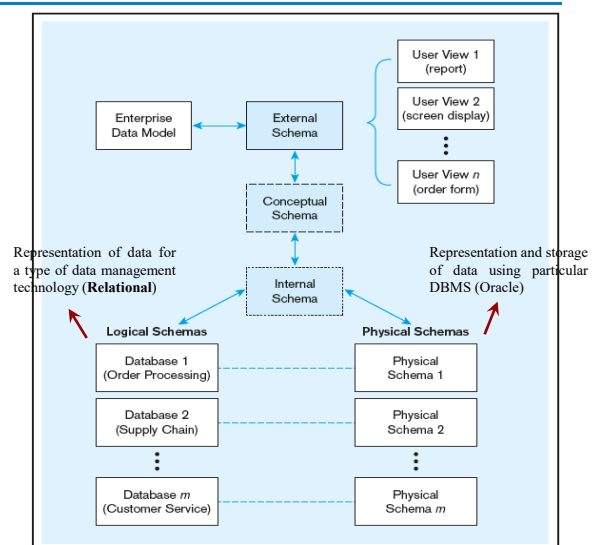 User View 1
(report)
User View 2
(screen display)
User View n
(order form)
Enterprise
Data Model
External
Schema
Conceptual
Schema
Internal
Schema
Representation of data for
a type of data management
technology (Relational)
Representation and storage
of data using particular
DBMS (Oracle)
Logical Schemas
Physical Schemas
Database 1
(Order Processing)
Physical
Schema 1
Database 2
(Supply Chain)
Physical
Schema 2
Database m
(Customer Service)
Physical
Schema m